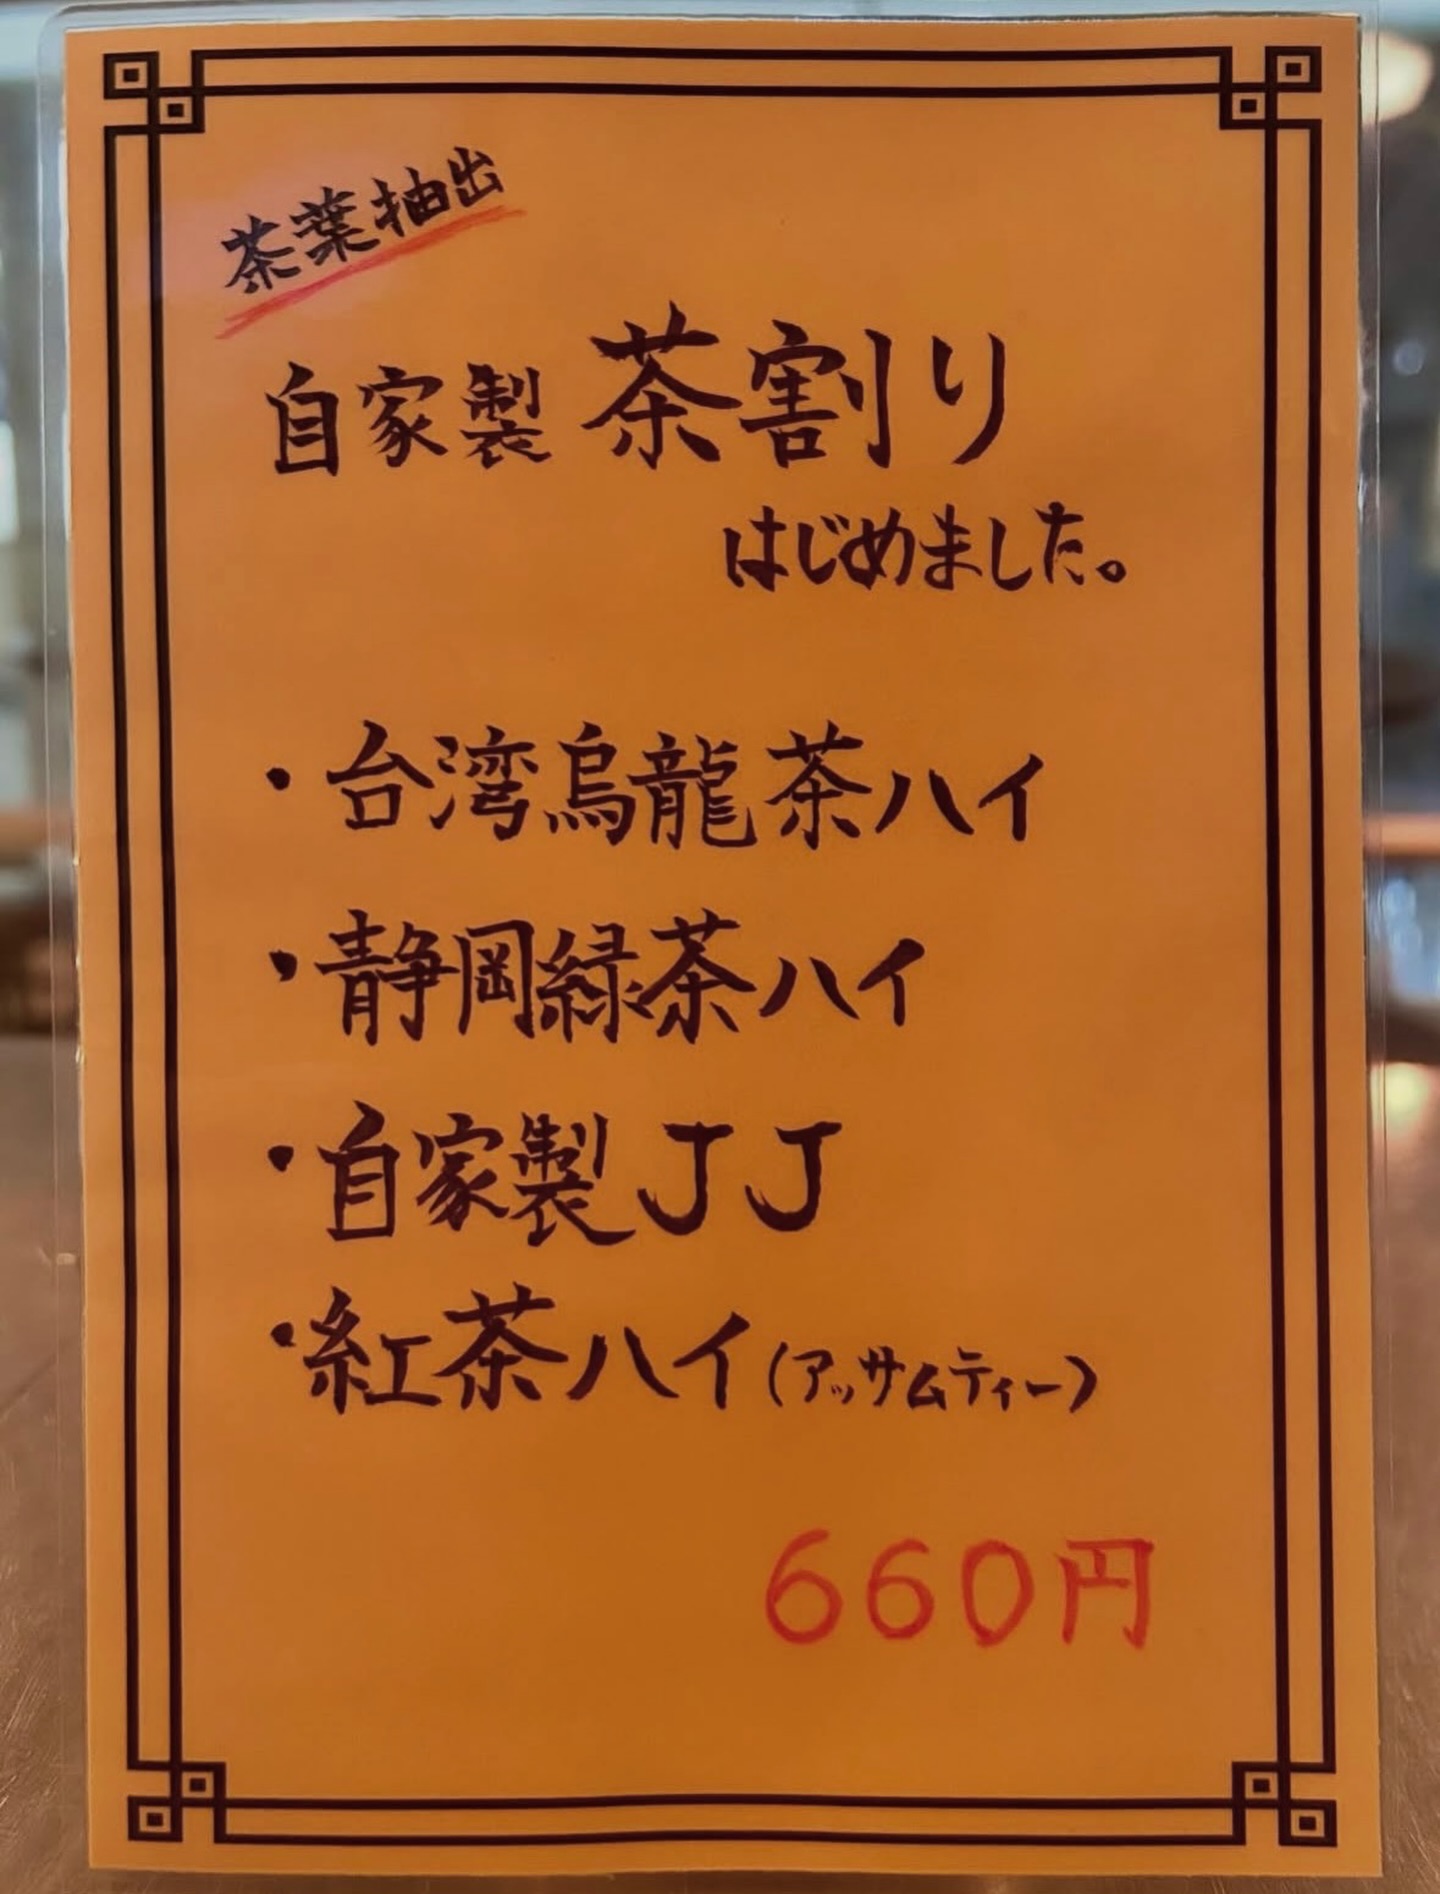 茶葉抽出
自家製 茶割り
はじめました。
・台湾烏龍茶ハイ
・静岡緑茶ハイ
・自家製JJ
・紅茶ハイ(アッサムティー)
660円